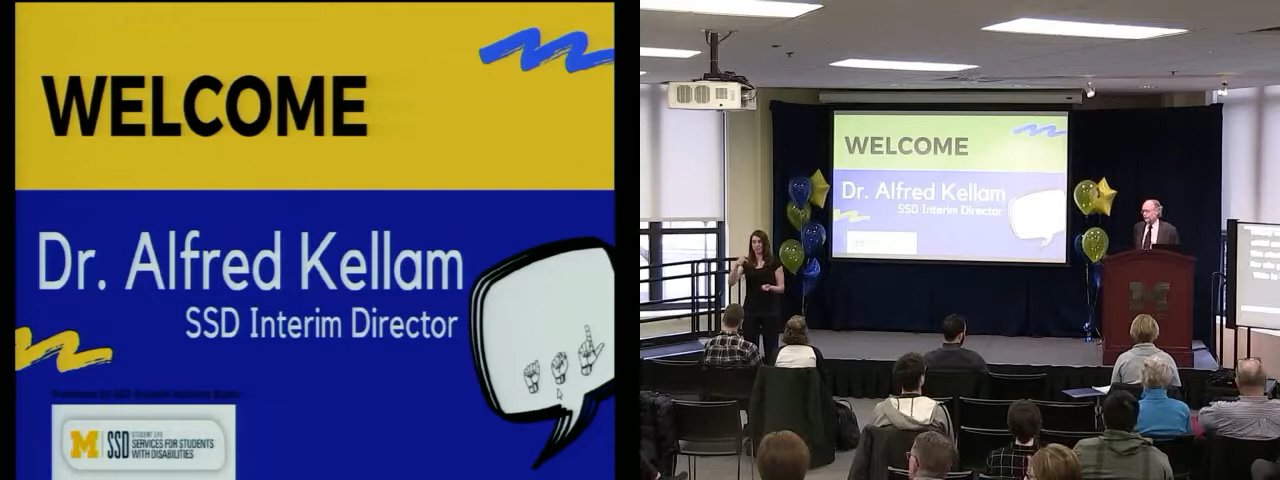 WELCOME
Dr. Alfred Kellam
SSD Interim Director
M SSD STUDENT LIFE
SERVICES FOR STUDENTS
WITH DISABILITIES
WELCOME
Dr. Alfred Kellam
SSD Interim Director
M